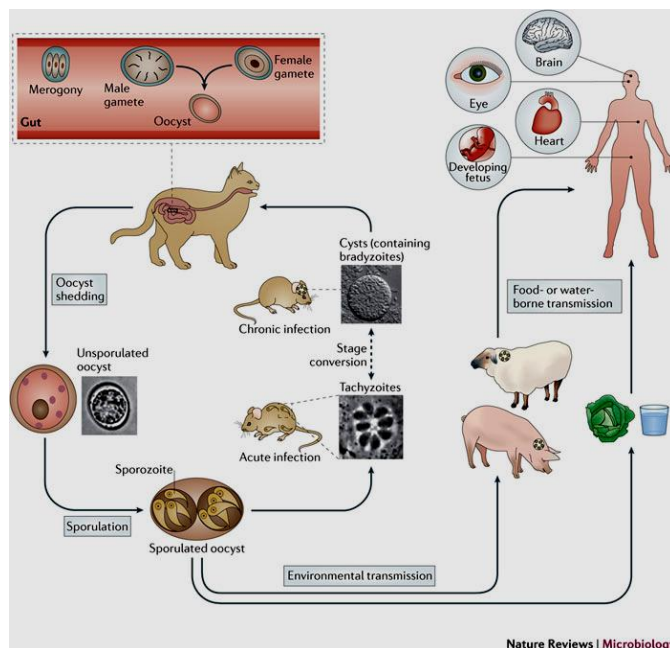 Merogony
Male
gamete
Female
gamete
Oocyst
Gut
Brain
Eye
Heart
Developing
fetus
Oocyst
shedding
Cysts (containing
bradyzoites)
Chronic infection
Food- or water-
borne transmission
Unsporulated
oocyst
Stage
conversion
Tachyzoites
Acute infection
Sporozoite
Sporulation
Sporulated oocyst
Environmental transmission
Nature Reviews | Microbiology